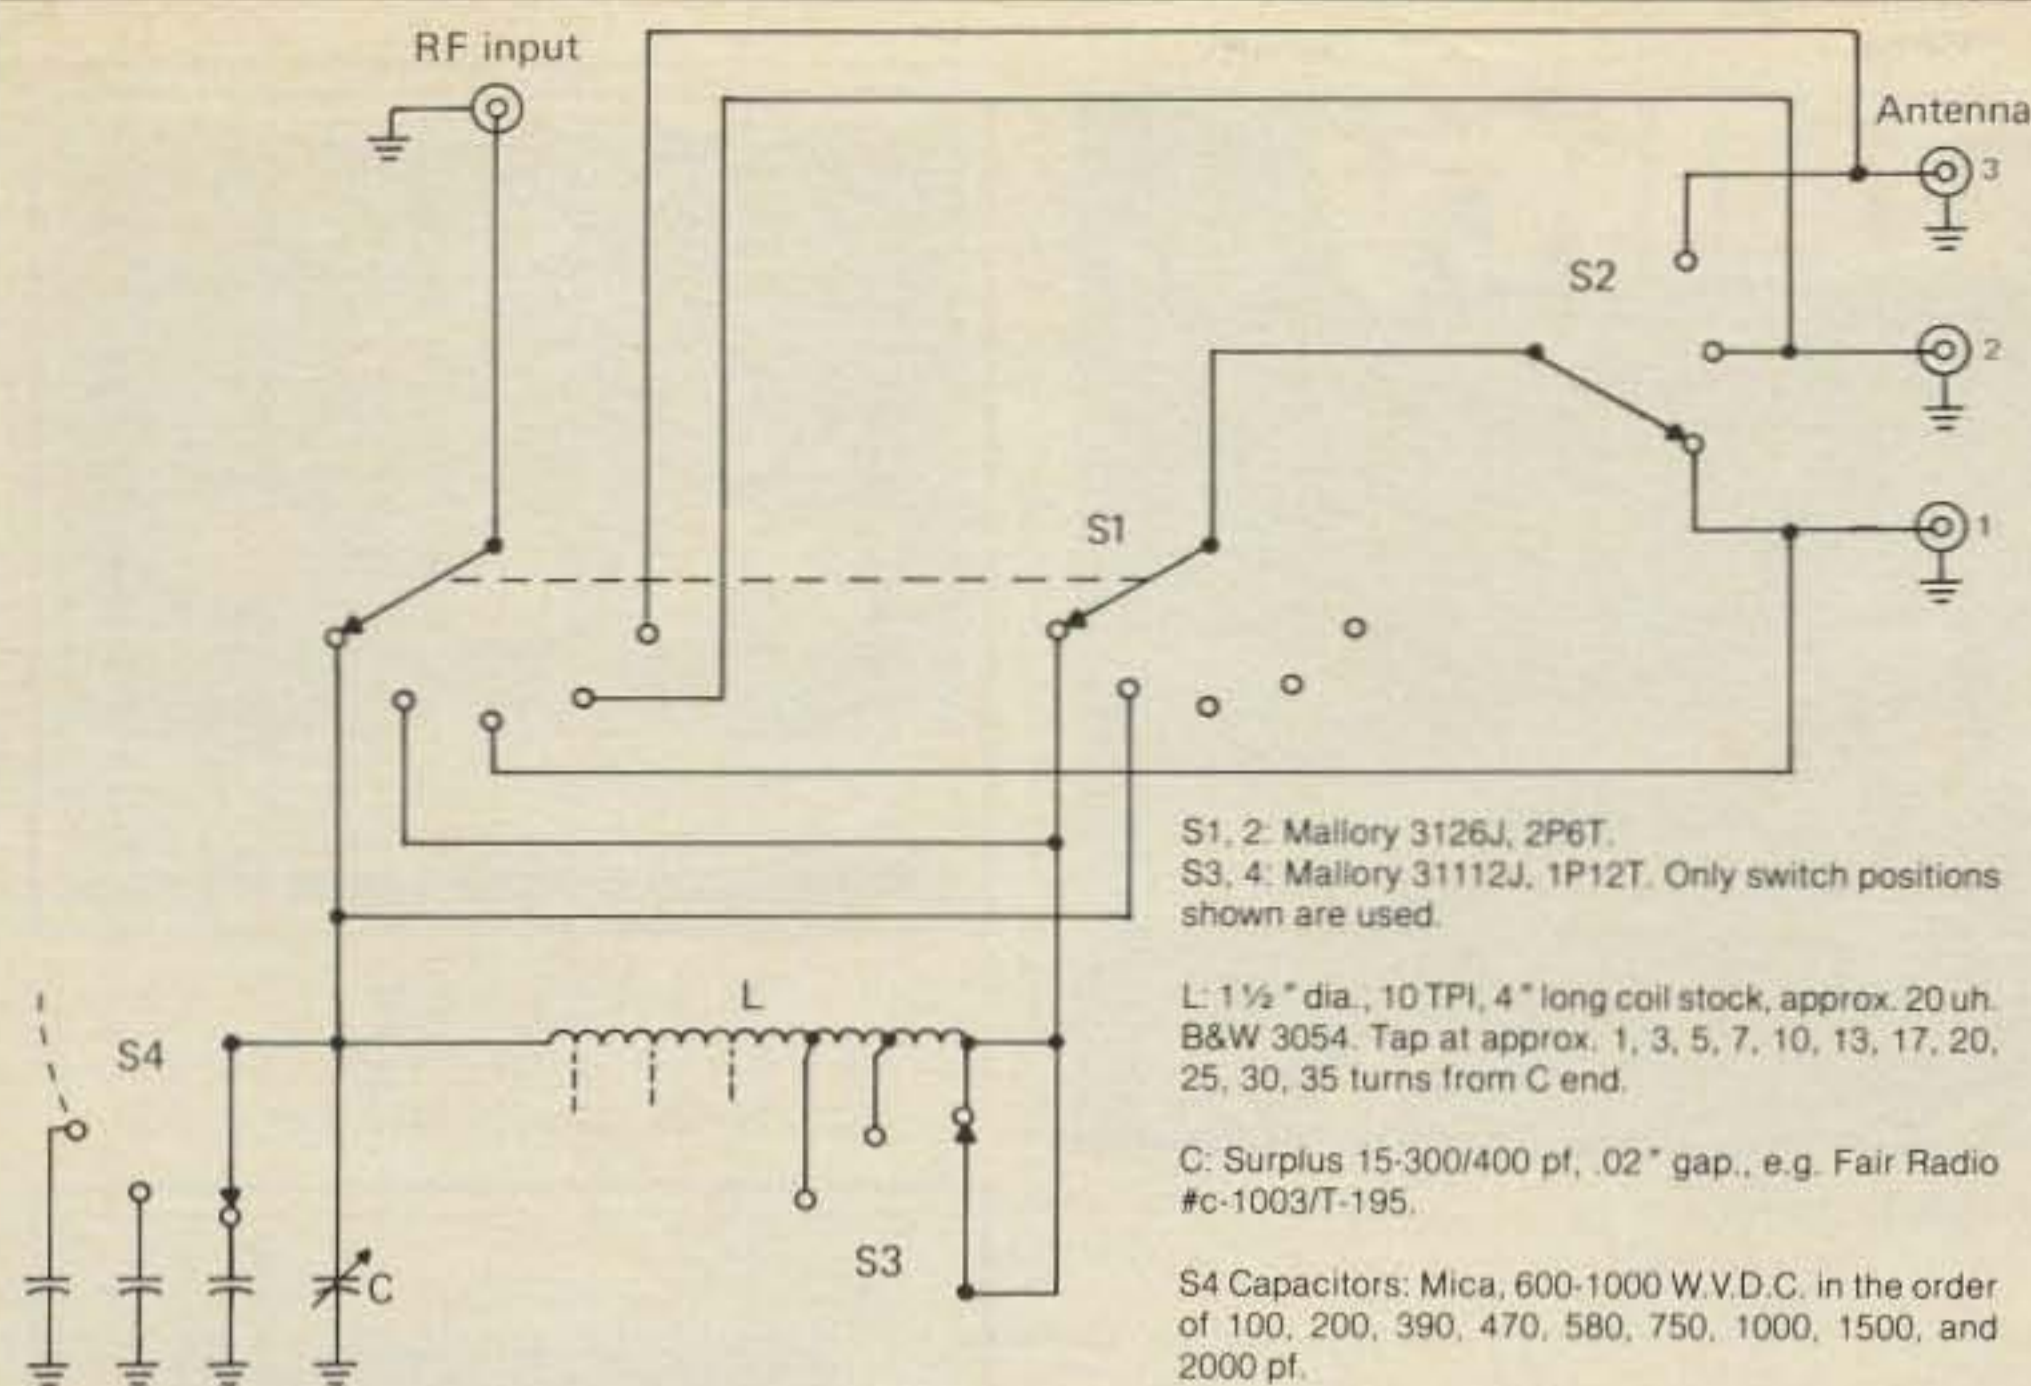 RF input
Antenna
3
S2
2
S1
1
S1, 2: Mallory 3126J, 2P6T.
S3, 4: Mallory 31112J, 1P12T. Only switch positions
shown are used.
L
L: 1½" dia., 10 TPI, 4" long coil stock, approx. 20 uh.
S4
B&W 3054. Tap at approx. 1, 3, 5, 7, 10, 13, 17, 20,
25, 30, 35 turns from C end.
C: Surplus 15-300/400 pf, .02" gap., e.g. Fair Radio
#c-1003/T-195.
S3
C
S4 Capacitors: Mica, 600-1000 W.V.D.C. in the order
of 100, 200, 390, 470, 580, 750, 1000, 1500, and
2000 pf.